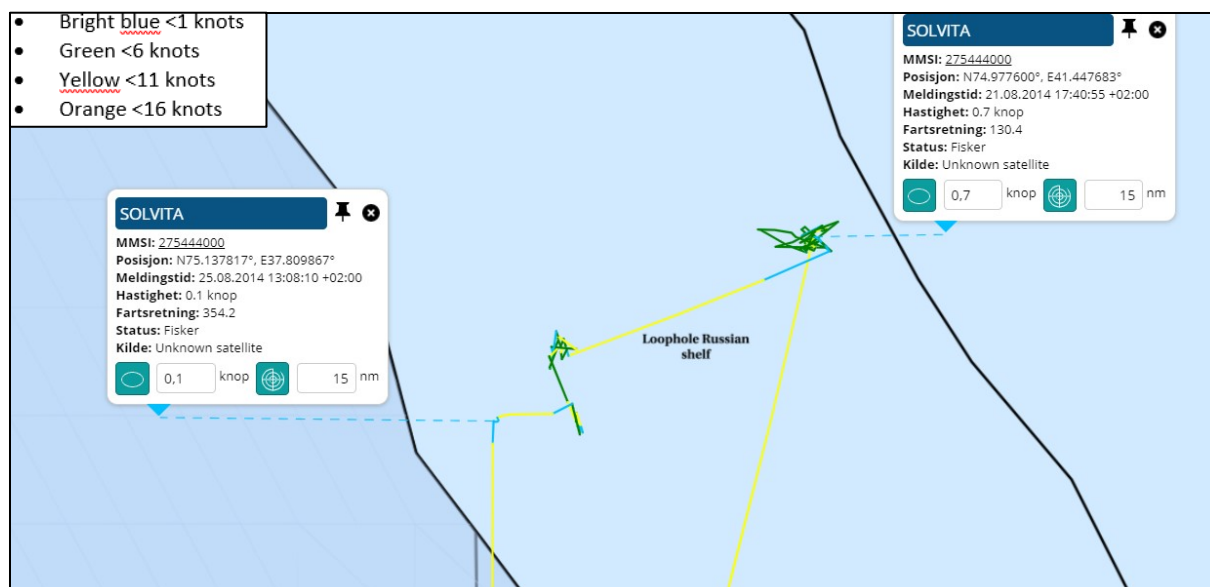 • Bright blue <1 knots
• Green <6 knots
• Yellow <11 knots
• Orange <16 knots
SOLVITA
MMSI: 275444000
Posisjon: N74.977600°, E41.447683°
Meldingstid: 21.08.2014 17:40:55 +02:00
Hastighet: 0.7 knop
Fartsretning: 130.4
Status: Fisker
Kilde: Unknown satellite
0,7 knop 15 nm
SOLVITA
MMSI: 275444000
Posisjon: N75.137817°, E37.809867°
Meldingstid: 25.08.2014 13:08:10 +02:00
Hastighet: 0.1 knop
Fartsretning: 354.2
Status: Fisker
Kilde: Unknown satellite
0,1 knop 15 nm
Loophole Russian
shelf